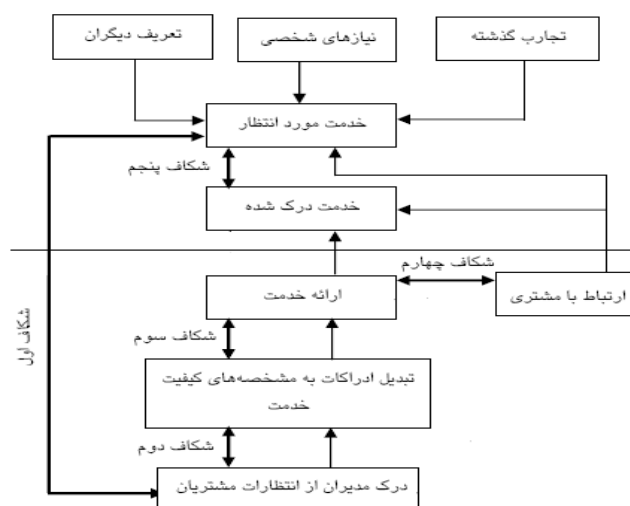 تعریف دیگران
نیازهای شخصی
تجارب گذشته
خدمت مورد انتظار
شکاف پنجم
خدمت درک شده
شکاف چهارم
ارائه خدمت
ارتباط با مشتری
شکاف اول
شکاف سوم
تبدیل ادراکات به مشخصه‌های کیفیت
خدمت
شکاف دوم
درک مدیران از انتظارات مشتریان